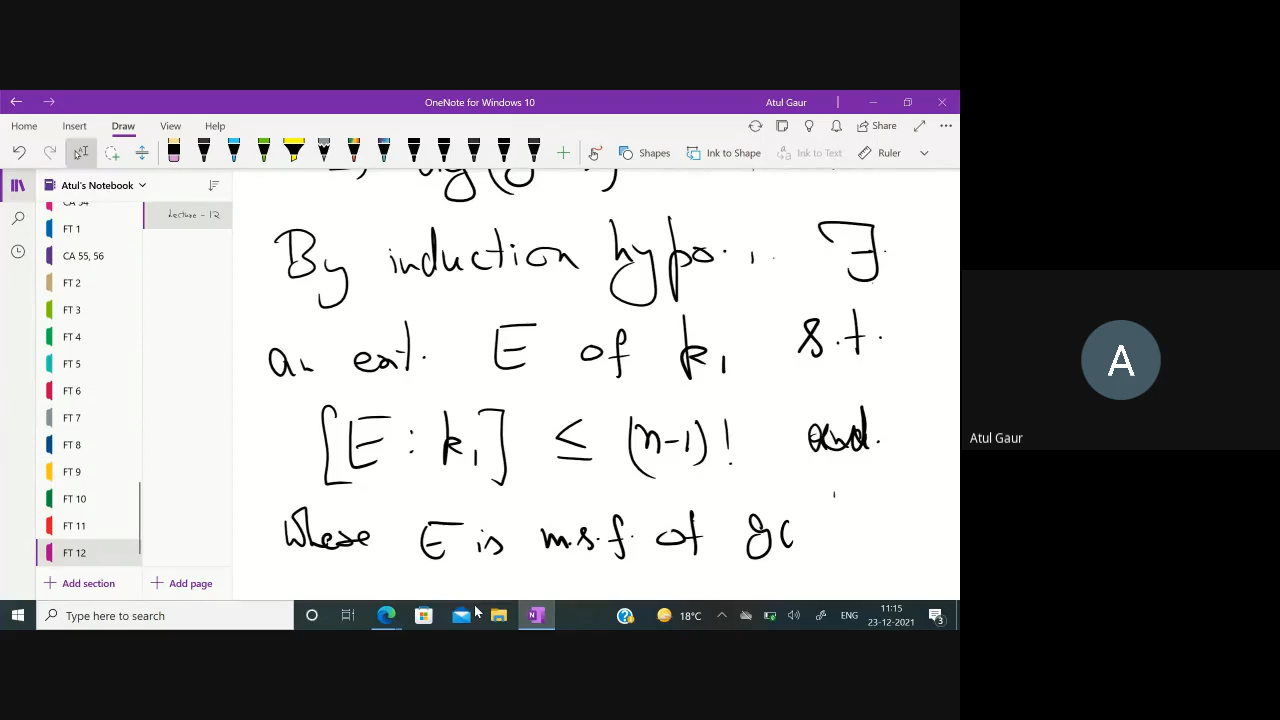 OneNote for Windows 10
Atul Gaur
Home Insert Draw View Help
Share
Shapes
Ink to Shape
Ink to Text
Ruler
Atul's Notebook
Lecture - 12
FT 1
CA 55, 56
FT 2
FT 3
FT 4
FT 5
FT 6
FT 7
FT 8
FT 9
FT 10
FT 11
FT 12
Add section
Add page
By induction hypo., ∃
an ext. E of k₁ s.t.
[E : k₁] ≤ (n-1)! and.
where E is m.s.f. of g(
A
Atul Gaur
Type here to search
18°C
ENG
11:15
23-12-2021
3